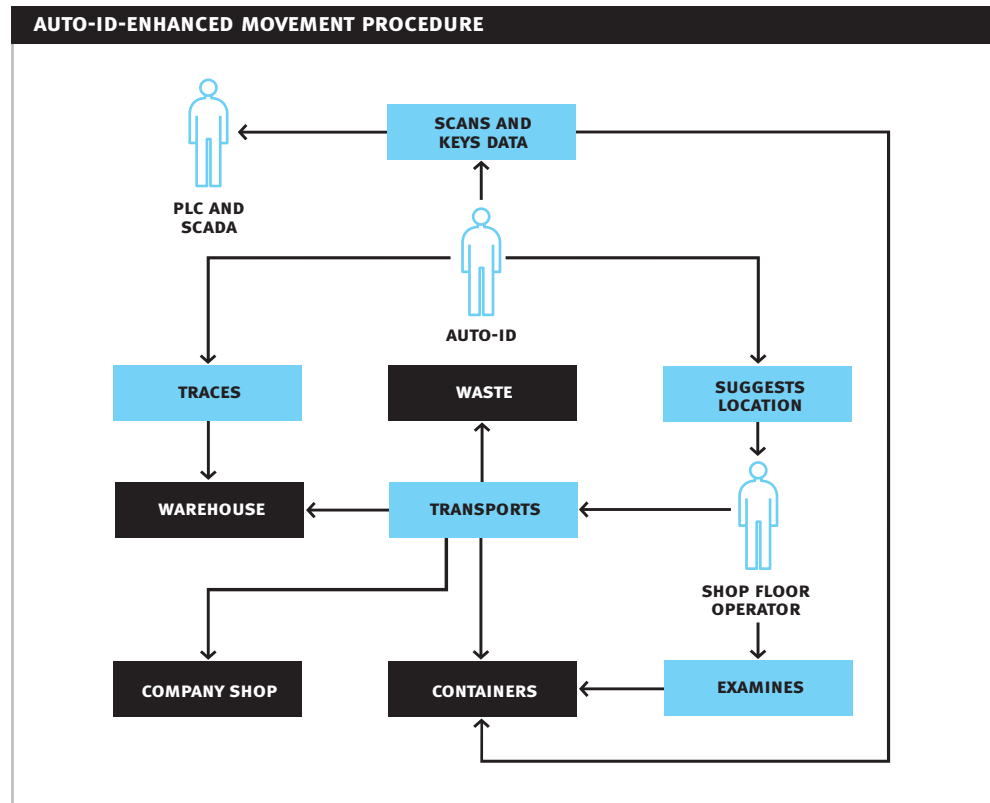 AUTO-ID-ENHANCED MOVEMENT PROCEDURE
SCANS AND
KEYS DATA
PLC AND
SCADA
AUTO-ID
TRACES
WASTE
SUGGESTS
LOCATION
WAREHOUSE
TRANSPORTS
SHOP FLOOR
OPERATOR
COMPANY SHOP
CONTAINERS
EXAMINES